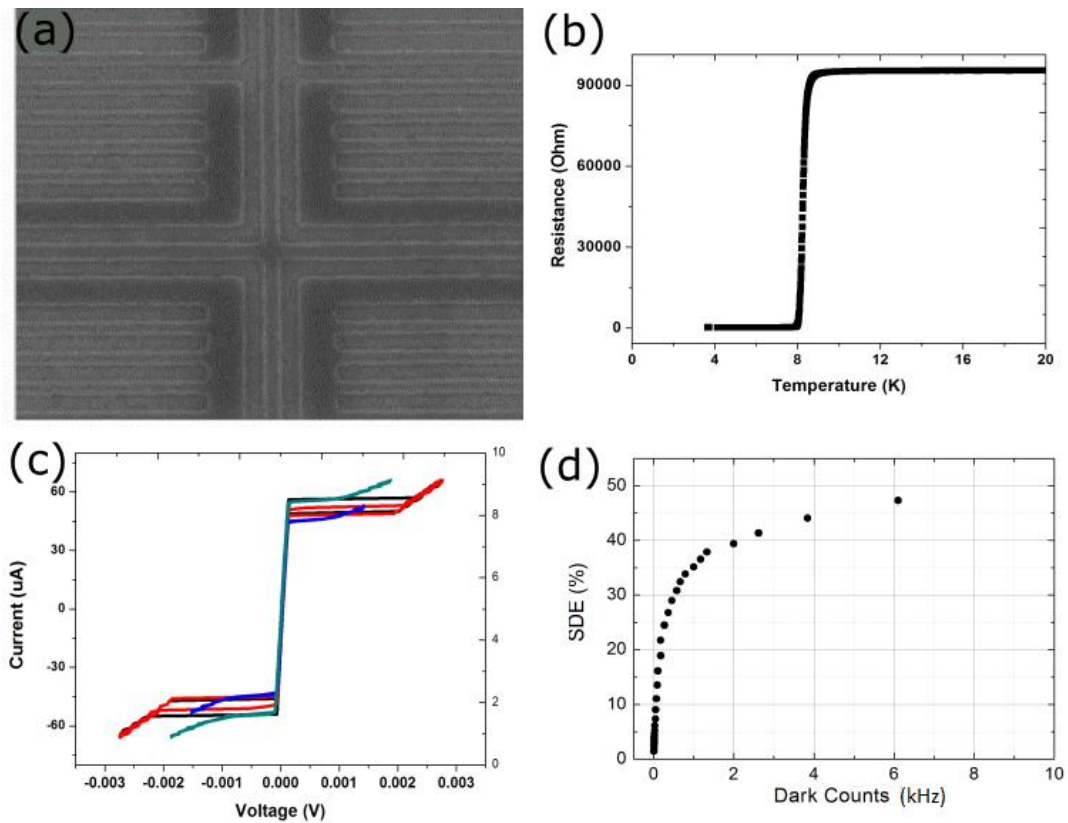 (a)
(b)
90000
60000
30000
0
Resistance (Ohm)
0 4 8 12 16 20
Temperature (K)
(c)
60
30
0
-30
-60
Current (uA)
10
8
6
4
2
0
-0.003 -0.002 -0.001 0.000 0.001 0.002 0.003
Voltage (V)
(d)
50
40
30
20
10
0
SDE (%)
0 2 4 6 8 10
Dark Counts (kHz)